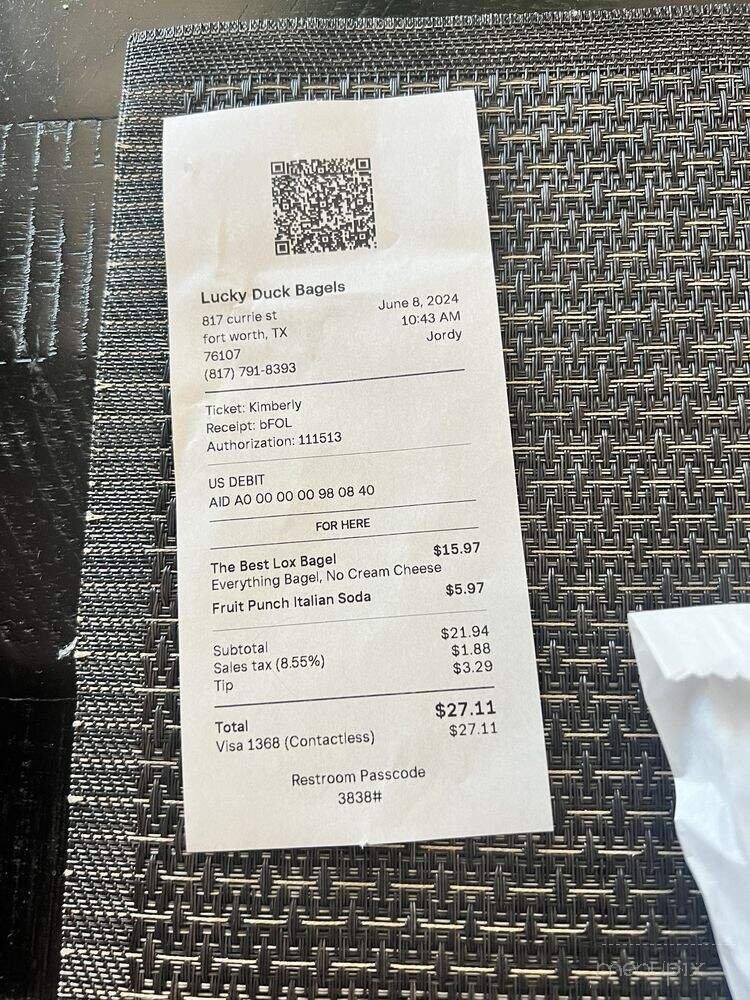 Lucky Duck Bagels
817 currie st
fort worth, TX
76107
(817) 791-8393
June 8, 2024
10:43 AM
Jordy
Ticket: Kimberly
Receipt: bFOL
Authorization: 111513
US DEBIT
AID A0 00 00 00 98 08 40
FOR HERE
The Best Lox Bagel $15.97
Everything Bagel, No Cream Cheese
Fruit Punch Italian Soda $5.97
Subtotal $21.94
Sales tax (8.55%) $1.88
Tip $3.29
Total $27.11
Visa 1368 (Contactless) $27.11
Restroom Passcode
3838#
menupix